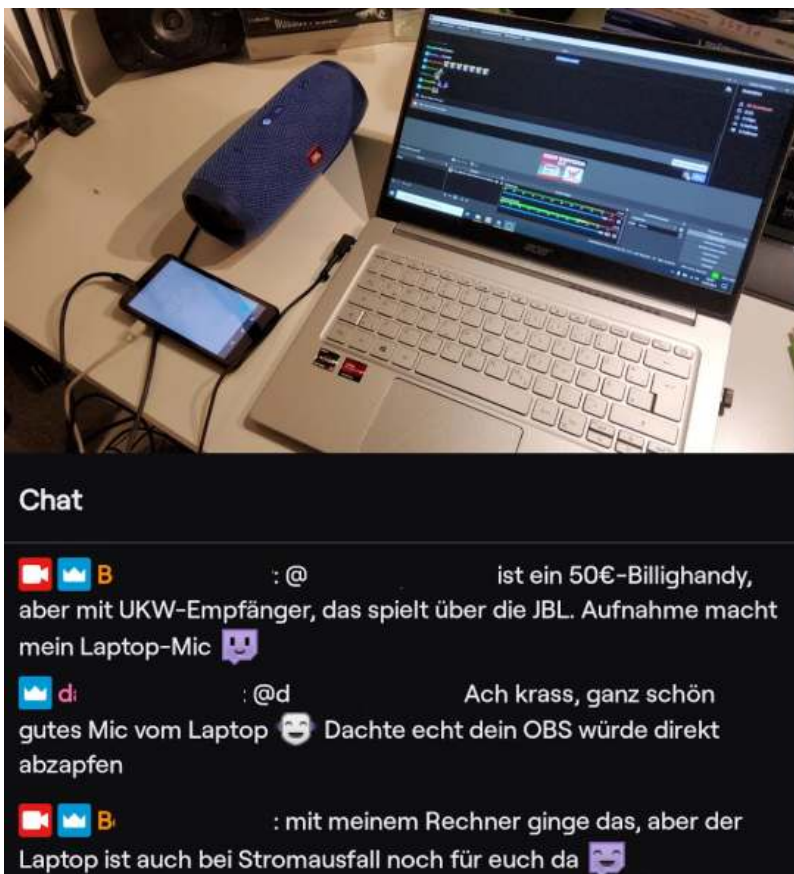 acer
JBL
Chat
B : @ ist ein 50€-Billighandy,
aber mit UKW-Empfänger, das spielt über die JBL. Aufnahme macht
mein Laptop-Mic
d : @d Ach krass, ganz schön
gutes Mic vom Laptop Dachte echt dein OBS würde direkt
abzapfen
B : mit meinem Rechner ginge das, aber der
Laptop ist auch bei Stromausfall noch für euch da